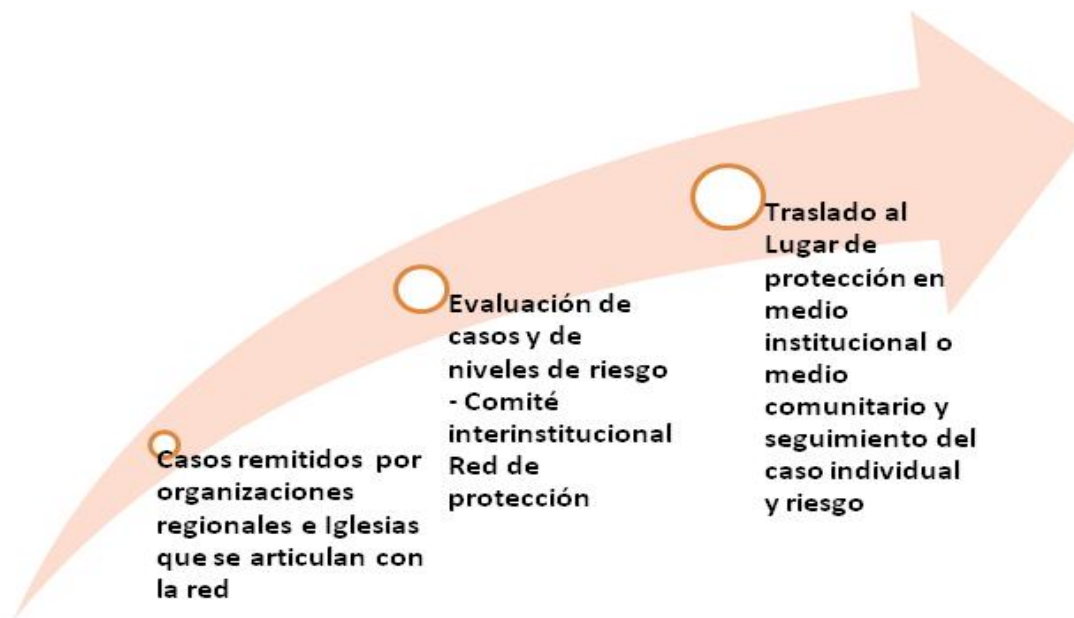 Casos remitidos por
organizaciones
regionales e Iglesias
que se articulan con
la red
Evaluación de
casos y de
niveles de riesgo
- Comité
interinstitucional
Red de
protección
Traslado al
Lugar de
protección en
medio
institucional o
medio
comunitario y
seguimiento del
caso individual
y riesgo